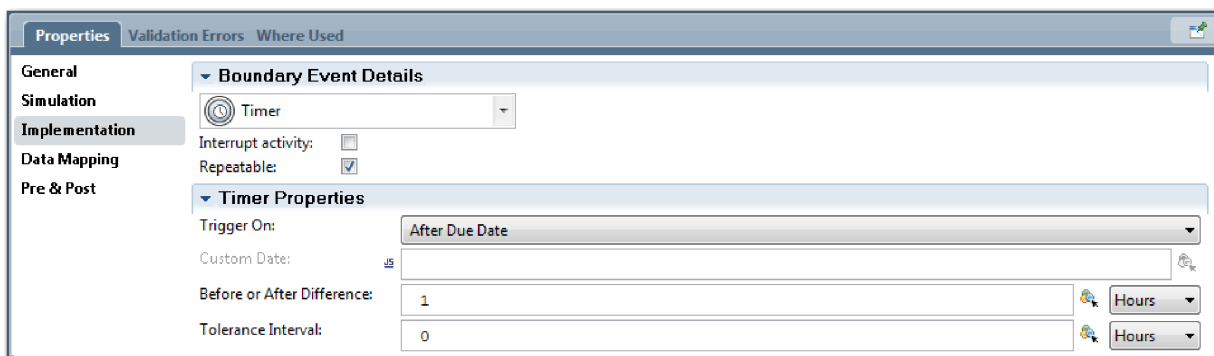 Properties Validation Errors Where Used
General
Simulation
Implementation
Data Mapping
Pre & Post
Boundary Event Details
Timer
Interrupt activity:
Repeatable:
Timer Properties
Trigger On: After Due Date
Custom Date: JS
Before or After Difference: 1 Hours
Tolerance Interval: 0 Hours